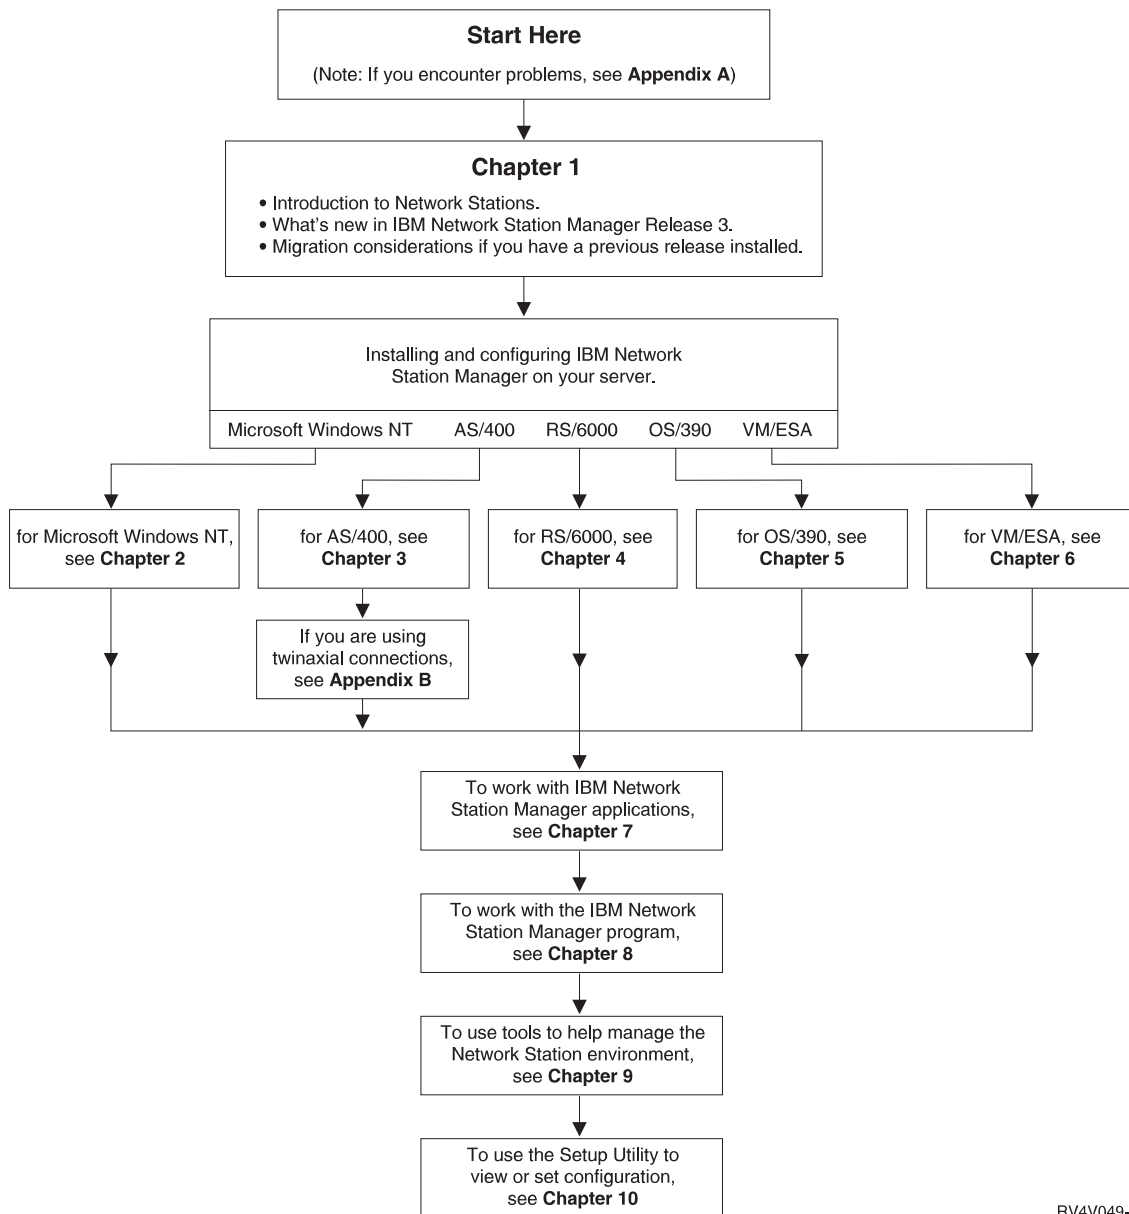 Start Here
(Note: If you encounter problems, see Appendix A)
Chapter 1
• Introduction to Network Stations.
• What's new in IBM Network Station Manager Release 3.
• Migration considerations if you have a previous release installed.
Installing and configuring IBM Network
Station Manager on your server.
Microsoft Windows NT AS/400 RS/6000 OS/390 VM/ESA
for Microsoft Windows NT,
see Chapter 2
for AS/400, see
Chapter 3
for RS/6000, see
Chapter 4
for OS/390, see
Chapter 5
for VM/ESA, see
Chapter 6
If you are using
twinaxial connections,
see Appendix B
To work with IBM Network
Station Manager applications,
see Chapter 7
To work with the IBM Network
Station Manager program,
see Chapter 8
To use tools to help manage the
Network Station environment,
see Chapter 9
To use the Setup Utility to
view or set configuration,
see Chapter 10
RV4V049-